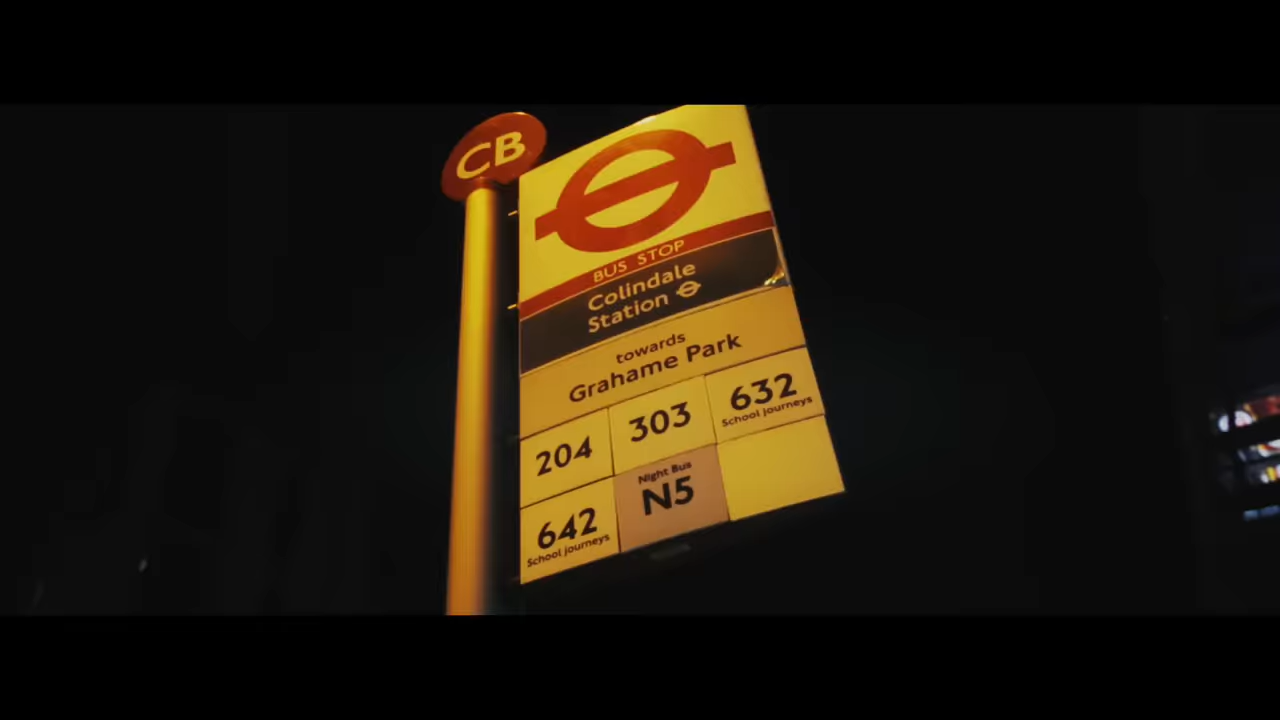 CB
BUS STOP
Colindale
Station
towards
Grahame Park
204
303
632
School journeys
642
School journeys
Night Bus
N5